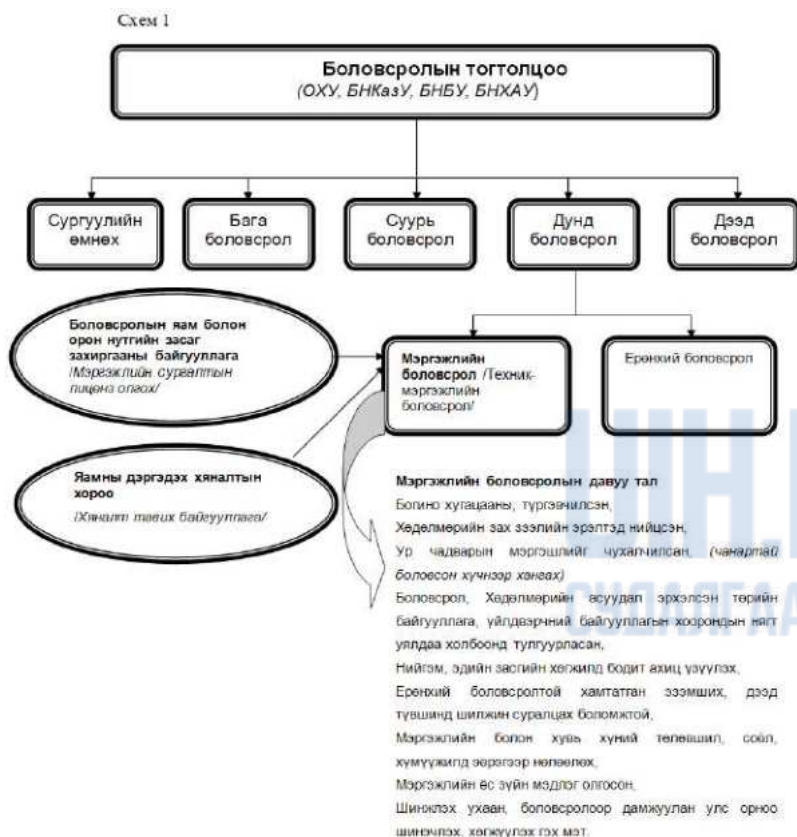 Схем 1
Боловсролын тогтолцоо
(ОХУ, БНКазУ, БНБУ, БНХАУ)
Сургуулийн
өмнөх
Бага
боловсрол
Суурь
боловсрол
Дунд
боловсрол
Дээд
боловсрол
Боловсролын яам болон
орон нутгийн засаг
захиргааны байгууллага
/Мэргэжлийн сургалтын
лиценз олгох/
Мэргэжлийн
боловсрол /Техник-
мэргэжлийн
боловсрол/
Ерөнхий боловсрол
Яамны дэргэдэх хяналтын
хороо
/Хяналт тавих байгууллага/
Мэргэжлийн боловсролын давуу тал
Богино хугацааны, түргэвчилсэн,
Хөдөлмөрийн зах зээлийн эрэлтэд нийцсэн,
Ур чадварын мэргэшлийг чухалчилсан, (чанартай
боловсон хүчнээр хангах)
Боловсрол, Хөдөлмөрийн асуудал эрхэлсэн төрийн
байгууллага, үйлдвэрчний байгууллагын хоорондын нягт
уялдаа холбоонд тулгуурласан,
Нийгэм, эдийн засгийн хөгжилд бодит ахиц үзүүлэх,
Ерөнхий боловсролтой хамтатган эзэмших, дээд
түвшинд шилжин суралцах боломжтой,
Мэргэжлийн болон хувь хүний төлөвшил, соёл,
хүмүүжилд эерэгээр нөлөөлөх,
Мэргэжлийн ёс зүйн мэдлэг олгосон,
Шинжлэх ухаан, боловсролоор дамжуулан улс орноо
шинэчлэх, хөгжүүлэх гэх мэт.